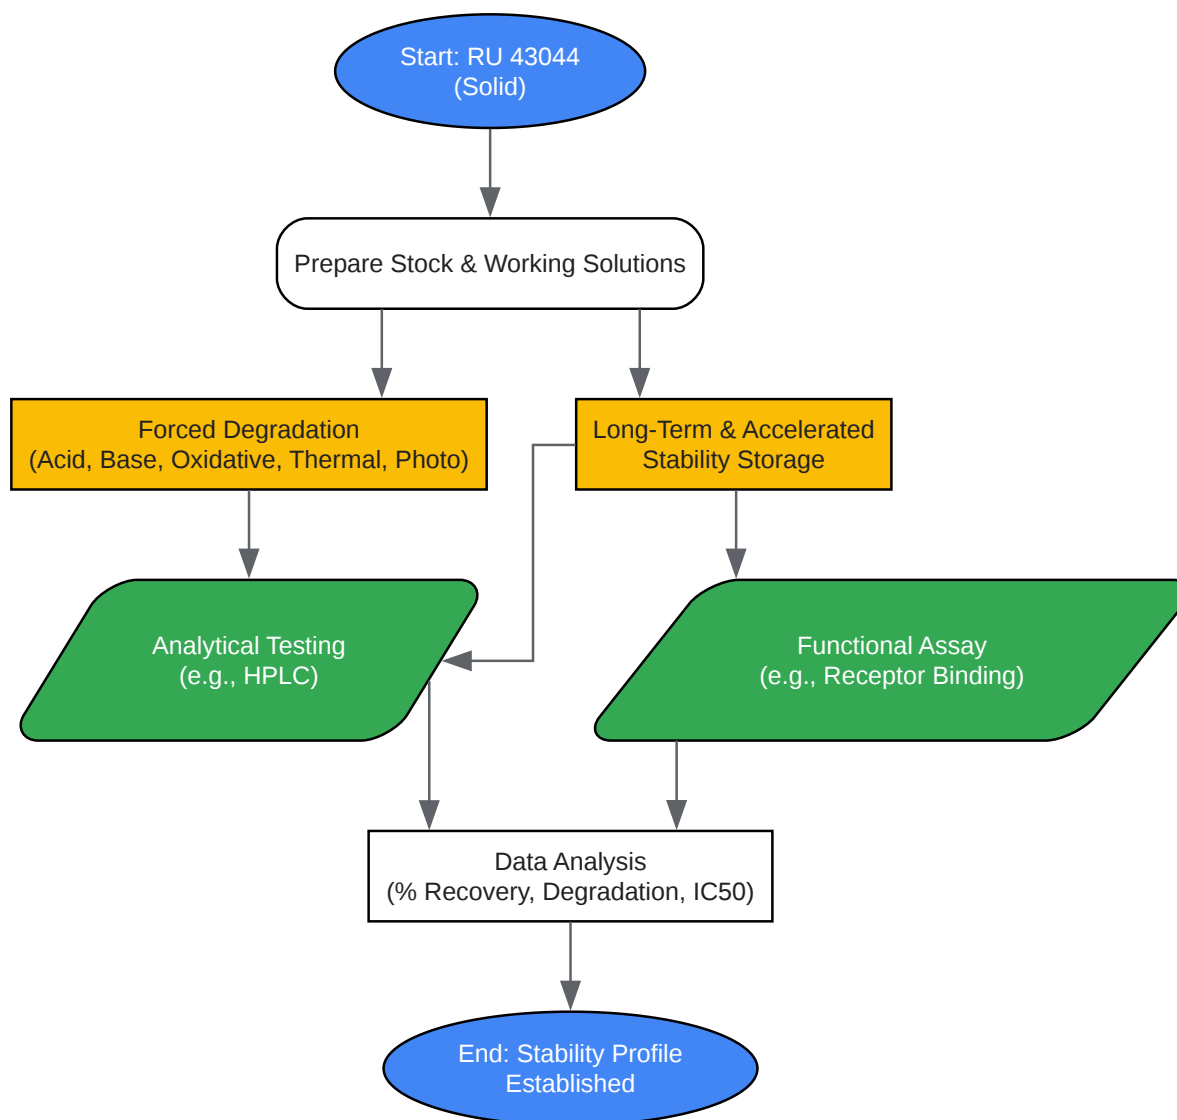 Start: RU 43044
(Solid)
Prepare Stock & Working Solutions
Forced Degradation
(Acid, Base, Oxidative, Thermal, Photo)
Long-Term & Accelerated
Stability Storage
Analytical Testing
(e.g., HPLC)
Functional Assay
(e.g., Receptor Binding)
Data Analysis
(% Recovery, Degradation, IC50)
End: Stability Profile
Established